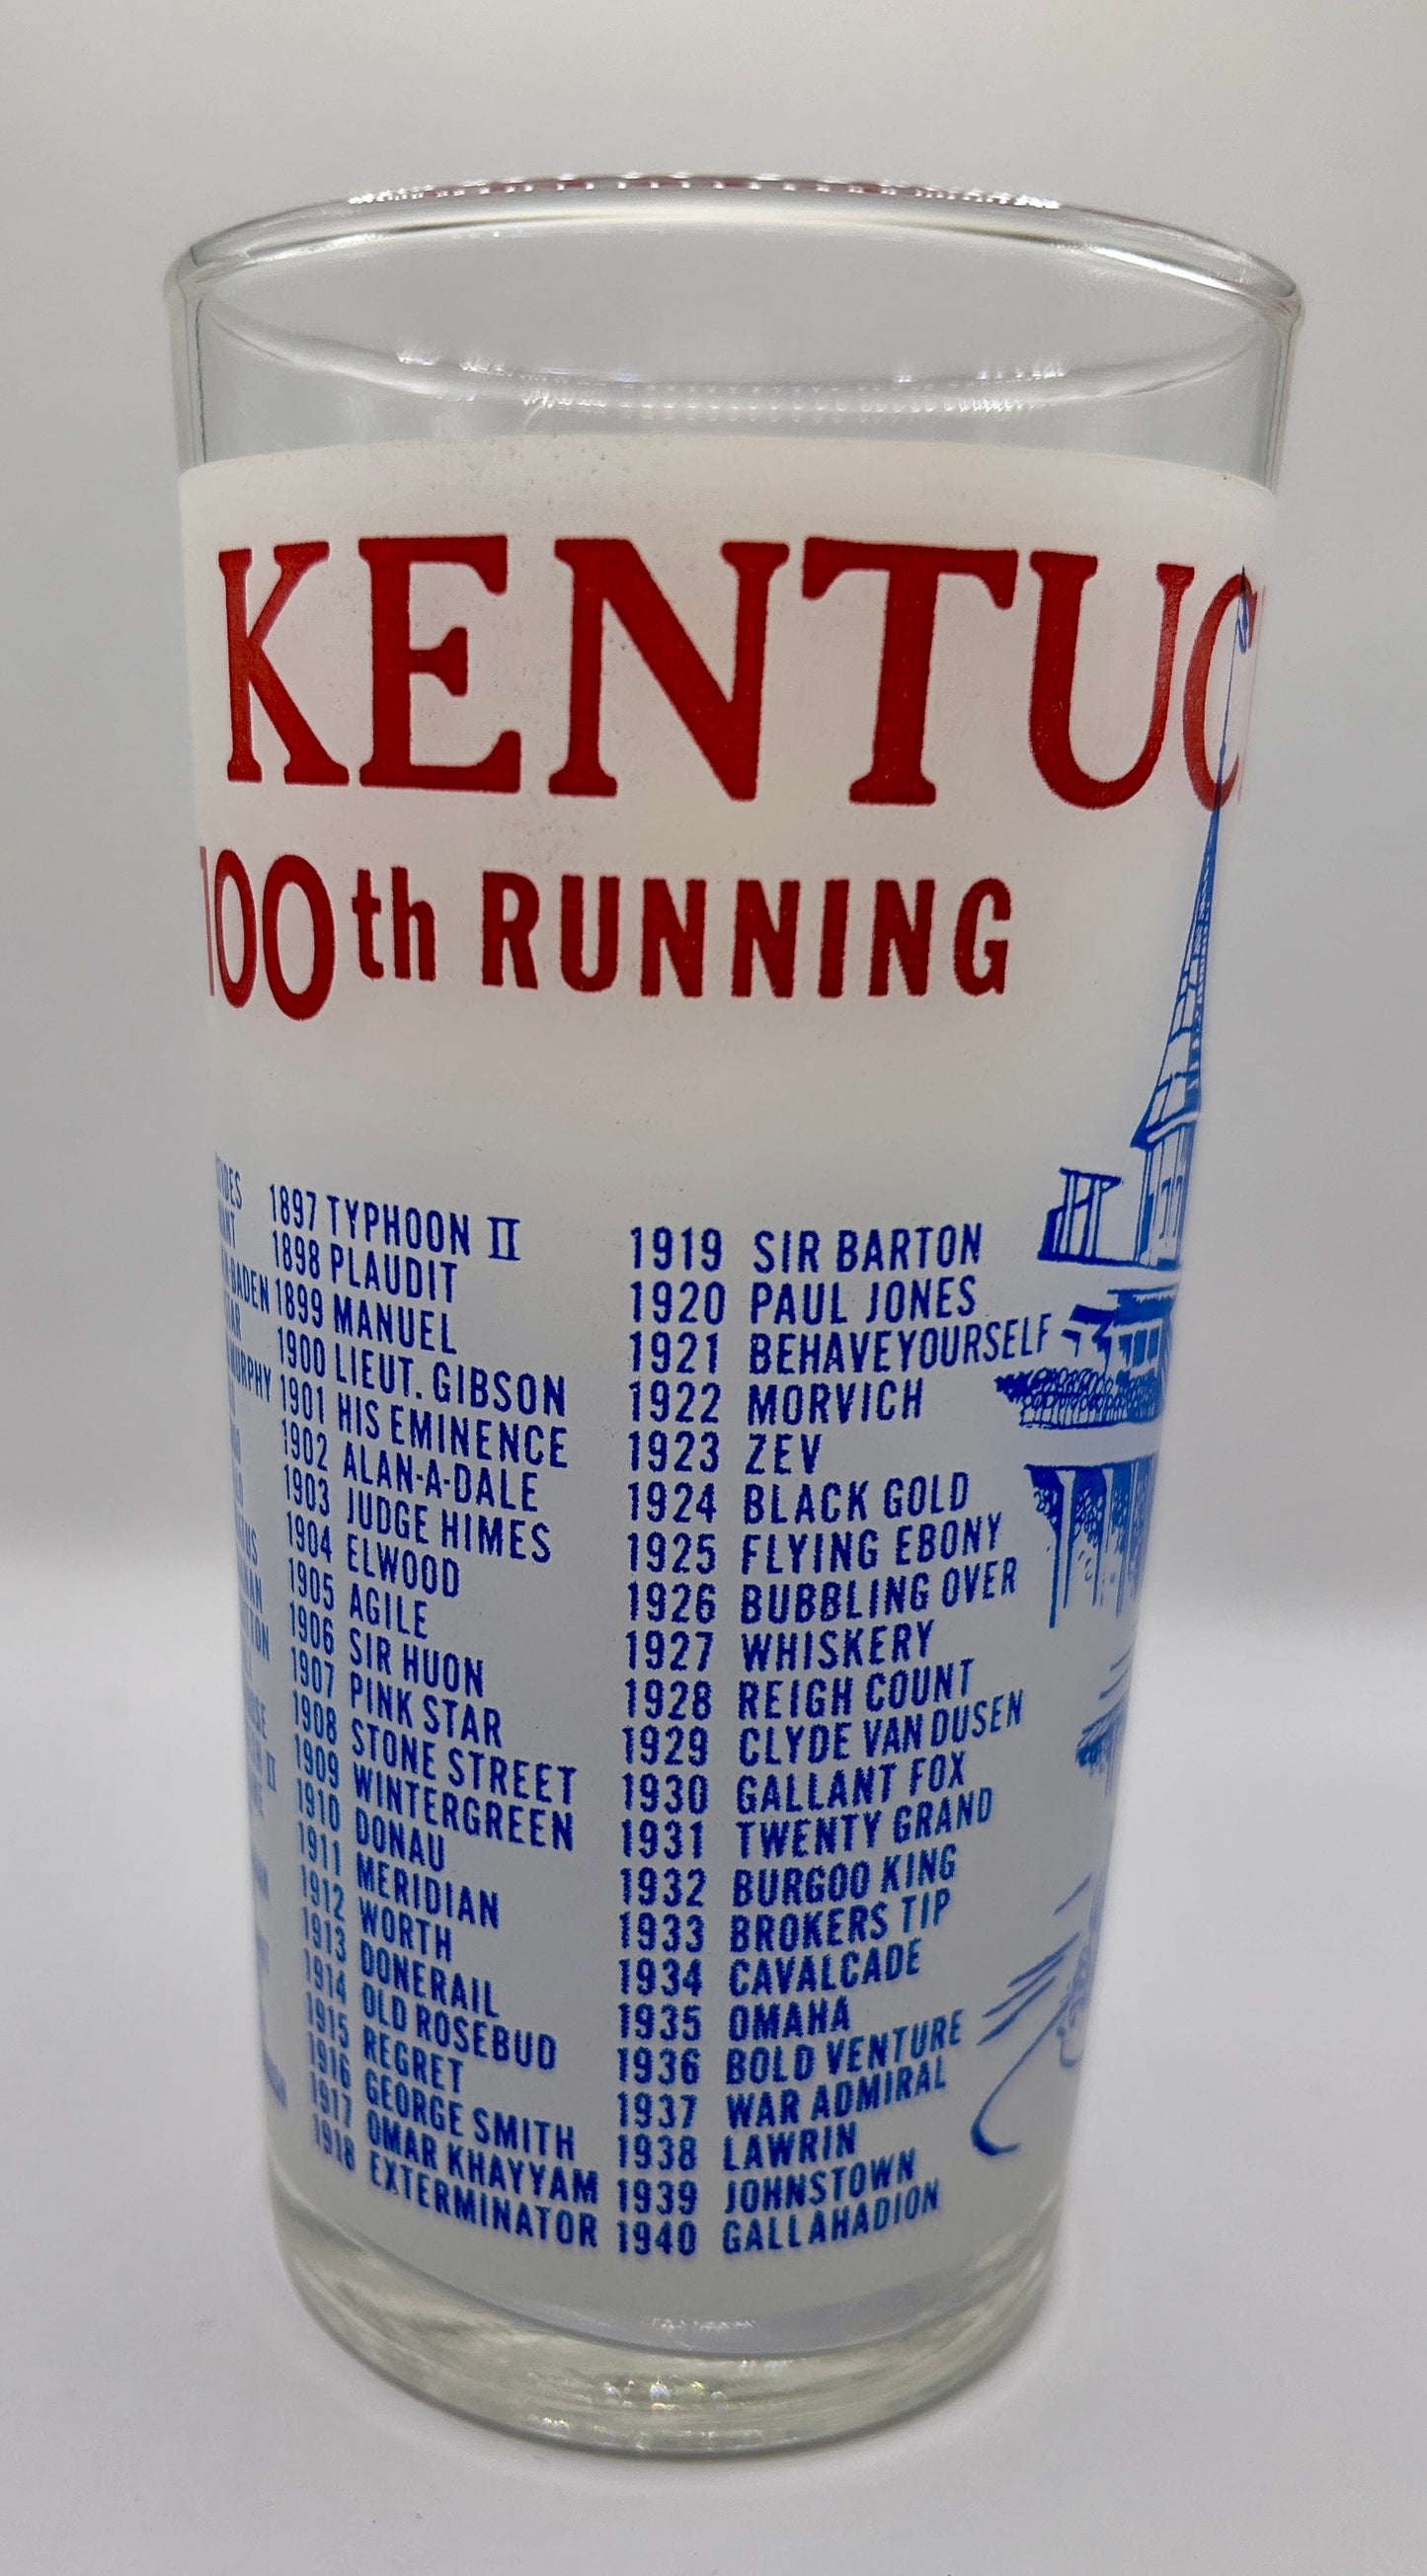 KENTUC
100th RUNNING
1897 TYPHOON II
1898 PLAUDIT
1899 MANUEL
1900 LIEUT. GIBSON
1901 HIS EMINENCE
1902 ALAN-A-DALE
1903 JUDGE HIMES
1904 ELWOOD
1905 AGILE
1906 SIR HUON
1907 PINK STAR
1908 STONE STREET
1909 WINTERGREEN
1910 DONAU
1911 MERIDIAN
1912 WORTH
1913 DONERAIL
1914 OLD ROSEBUD
1915 REGRET
1916 GEORGE SMITH
1917 OMAR KHAYYAM
1918 EXTERMINATOR
1919 SIR BARTON
1920 PAUL JONES
1921 BEHAVEYOURSELF
1922 MORVICH
1923 ZEV
1924 BLACK GOLD
1925 FLYING EBONY
1926 BUBBLING OVER
1927 WHISKERY
1928 REIGH COUNT
1929 CLYDE VAN DUSEN
1930 GALLANT FOX
1931 TWENTY GRAND
1932 BURGOO KING
1933 BROKERS TIP
1934 CAVALCADE
1935 OMAHA
1936 BOLD VENTURE
1937 WAR ADMIRAL
1938 LAWRIN
1939 JOHNSTOWN
1940 GALLAHADION